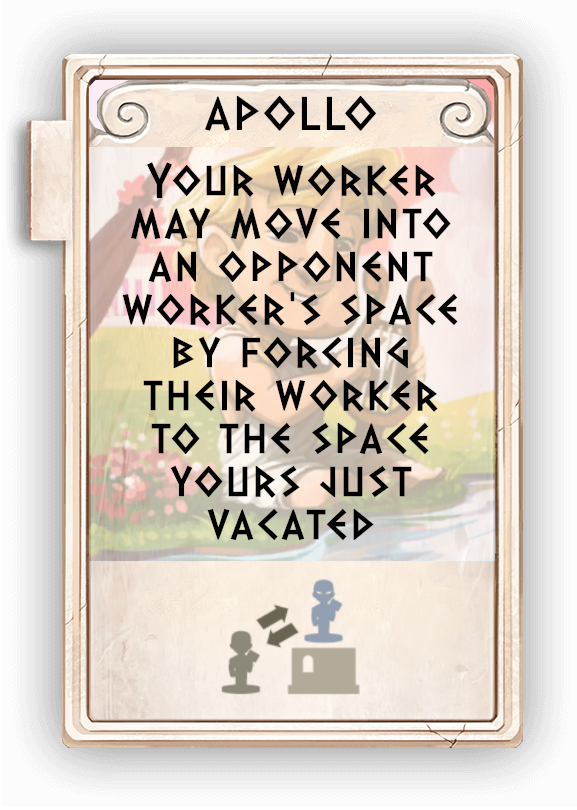 APOLLO
YOUR WORKER
MAY MOVE INTO
AN OPPONENT
WORKER'S SPACE
BY FORCING
THEIR WORKER
TO THE SPACE
YOURS JUST
VACATED